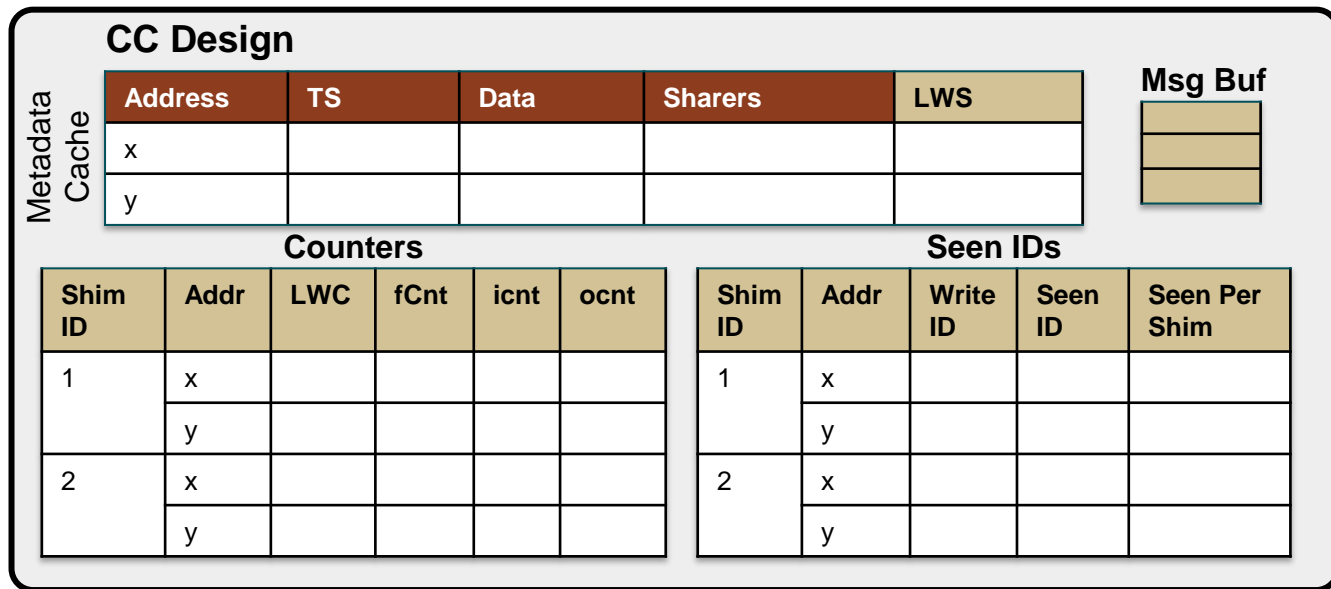 CC Design
Metadata
Cache
Address TS Data Sharers LWS
x
y
Msg Buf
Counters
Shim
ID
Addr LWC fCnt icnt ocnt
1 x
y
2 x
y
Seen IDs
Shim
ID
Addr
Write
ID
Seen
ID
Seen Per
Shim
1 x
y
2 x
y